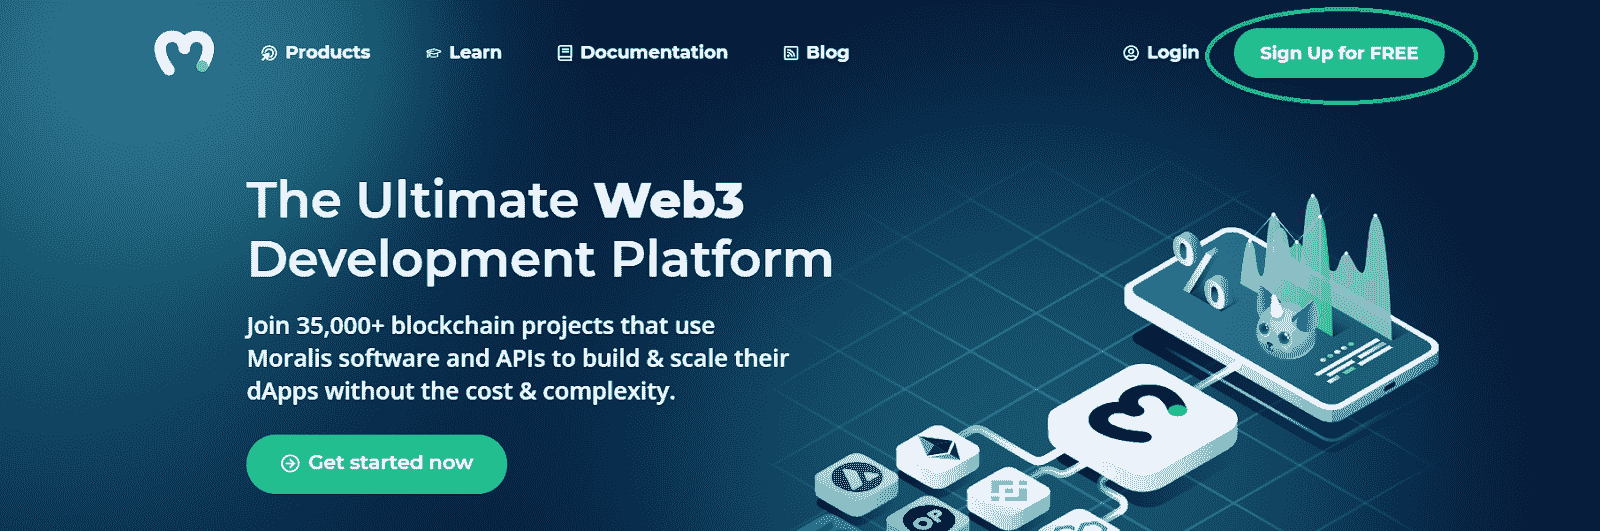 Products
Learn
Documentation
Blog
Login
Sign Up for FREE
The Ultimate Web3
Development Platform
Join 35,000+ blockchain projects that use
Moralis software and APIs to build & scale their
dApps without the cost & complexity.
Get started now
%
OP